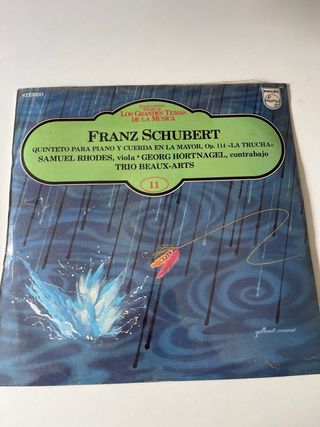 STEREO
PHILIPS
LOS GRANDES TEMAS
DE LA MUSICA
FRANZ SCHUBERT
QUINTETO PARA PIANO Y CUERDA EN LA MAYOR, Op. 114 «LA TRUCHA»
SAMUEL RHODES, viola • GEORG HORTNAGEL, contrabajo
TRIO BEAUX-ARTS
11